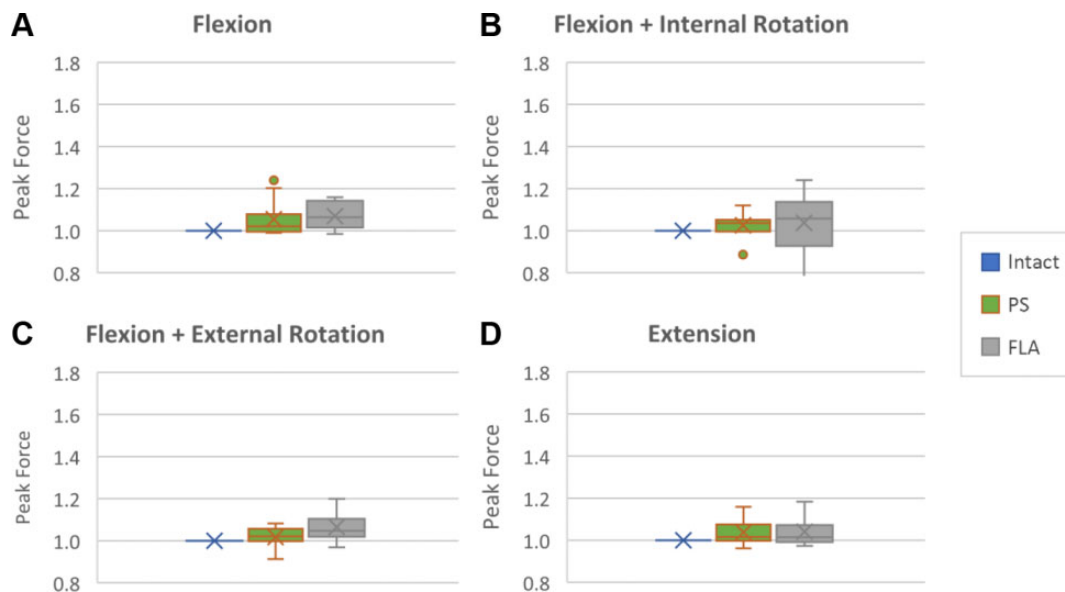 A
Flexion
Peak Force
1.8
1.6
1.4
1.2
1.0
0.8
B
Flexion + Internal Rotation
Peak Force
1.8
1.6
1.4
1.2
1.0
0.8
C
Flexion + External Rotation
Peak Force
1.8
1.6
1.4
1.2
1.0
0.8
D
Extension
Peak Force
1.8
1.6
1.4
1.2
1.0
0.8
Intact
PS
FLA